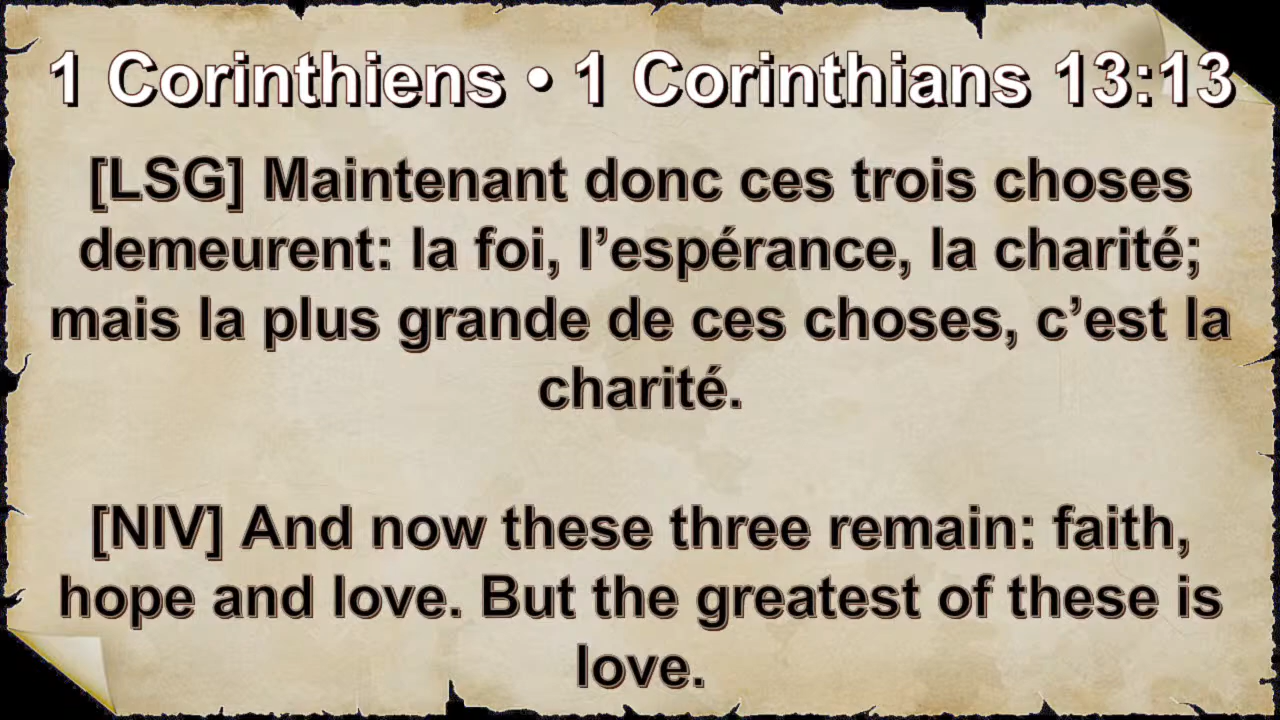 1 Corinthiens • 1 Corinthians 13:13
[LSG] Maintenant donc ces trois choses
demeurent: la foi, l’espérance, la charité;
mais la plus grande de ces choses, c’est la
charité.
[NIV] And now these three remain: faith,
hope and love. But the greatest of these is
love.